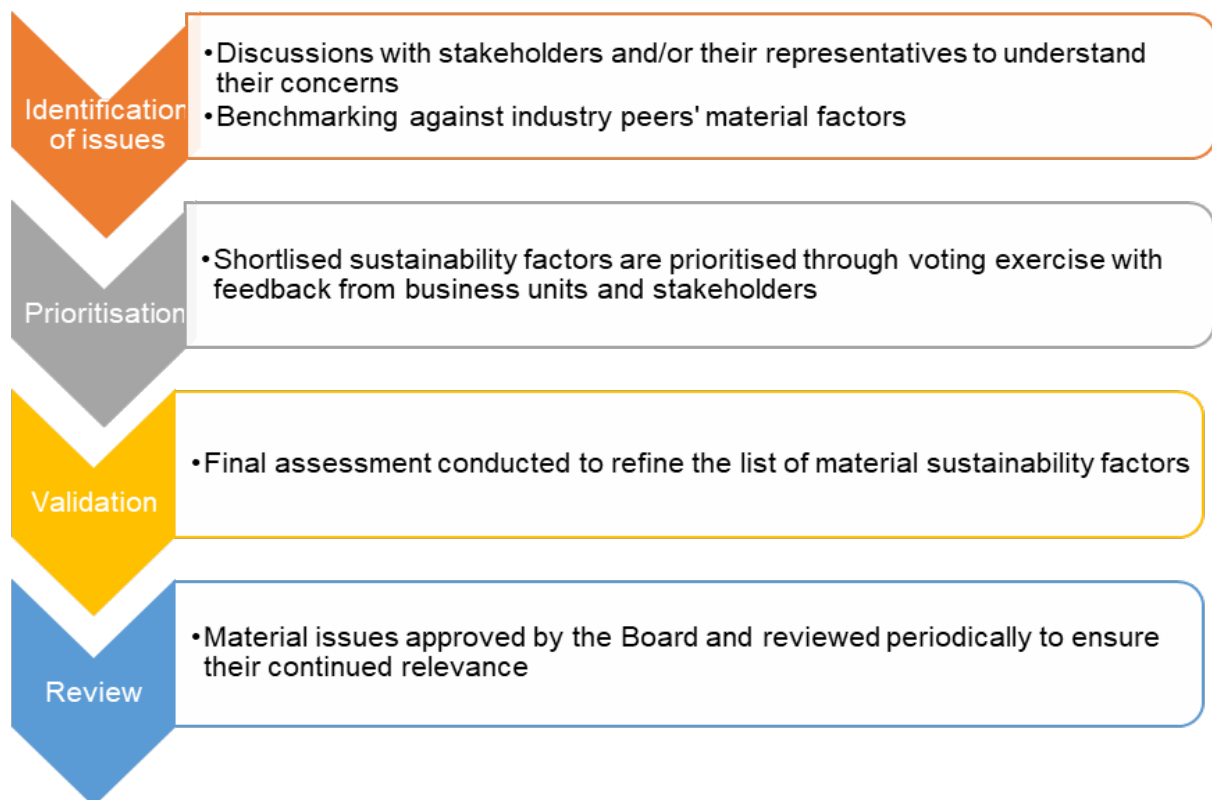 Identification
of issues
•Discussions with stakeholders and/or their representatives to understand
their concerns
•Benchmarking against industry peers' material factors
Prioritisation
•Shortlised sustainability factors are prioritised through voting exercise with
feedback from business units and stakeholders
Validation
•Final assessment conducted to refine the list of material sustainability factors
Review
•Material issues approved by the Board and reviewed periodically to ensure
their continued relevance